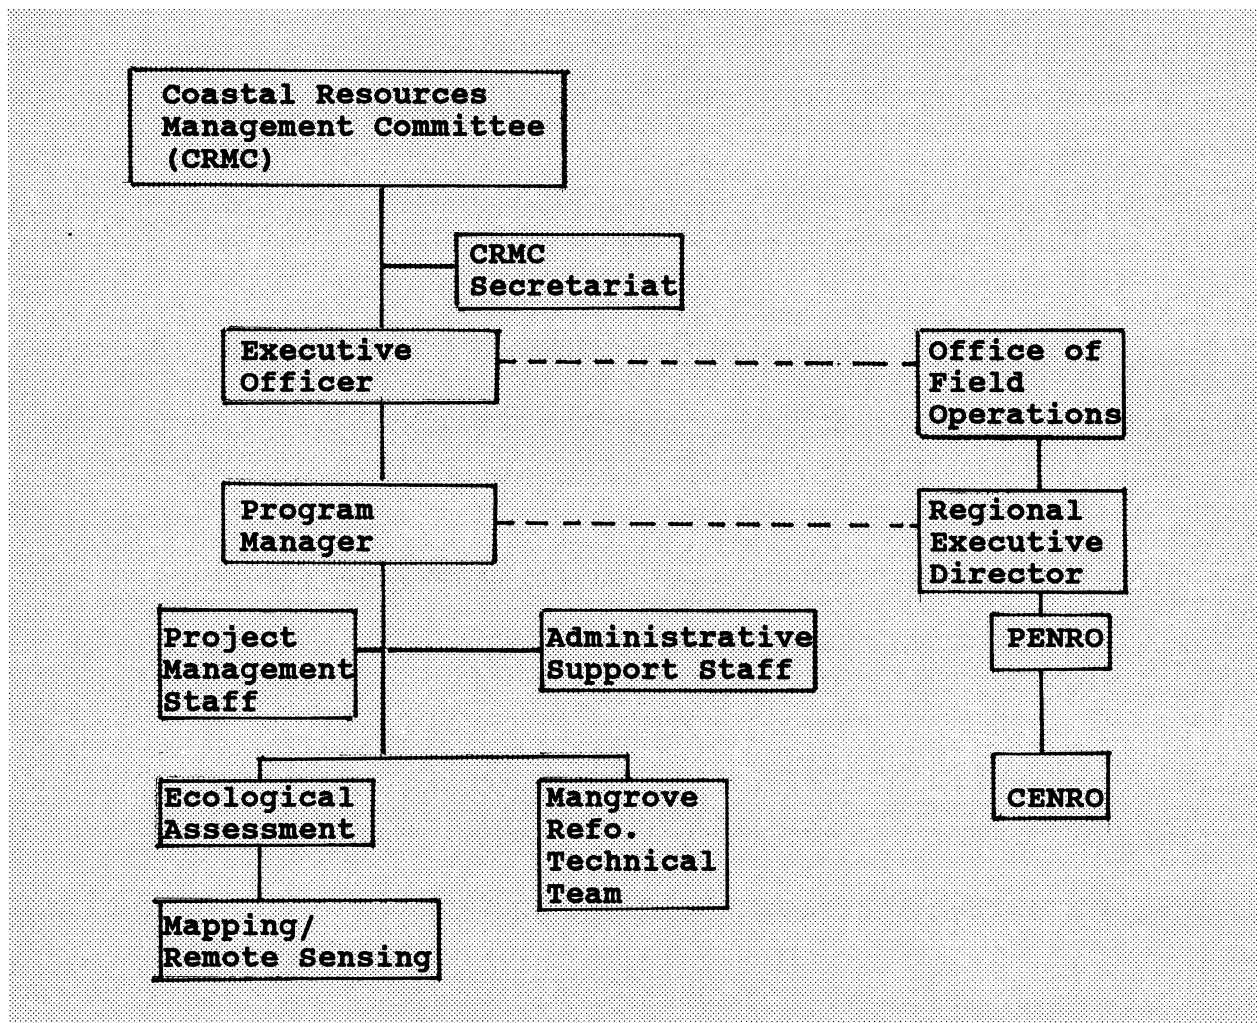 Coastal Resources
Management Committee
(CRMC)
CRMC
Secretariat
Executive
Officer
Office of
Field
Operations
Program
Manager
Regional
Executive
Director
Project
Management
Staff
Administrative
Support Staff
PENRO
Ecological
Assessment
Mangrove
Refo.
Technical
Team
CENRO
Mapping/
Remote Sensing